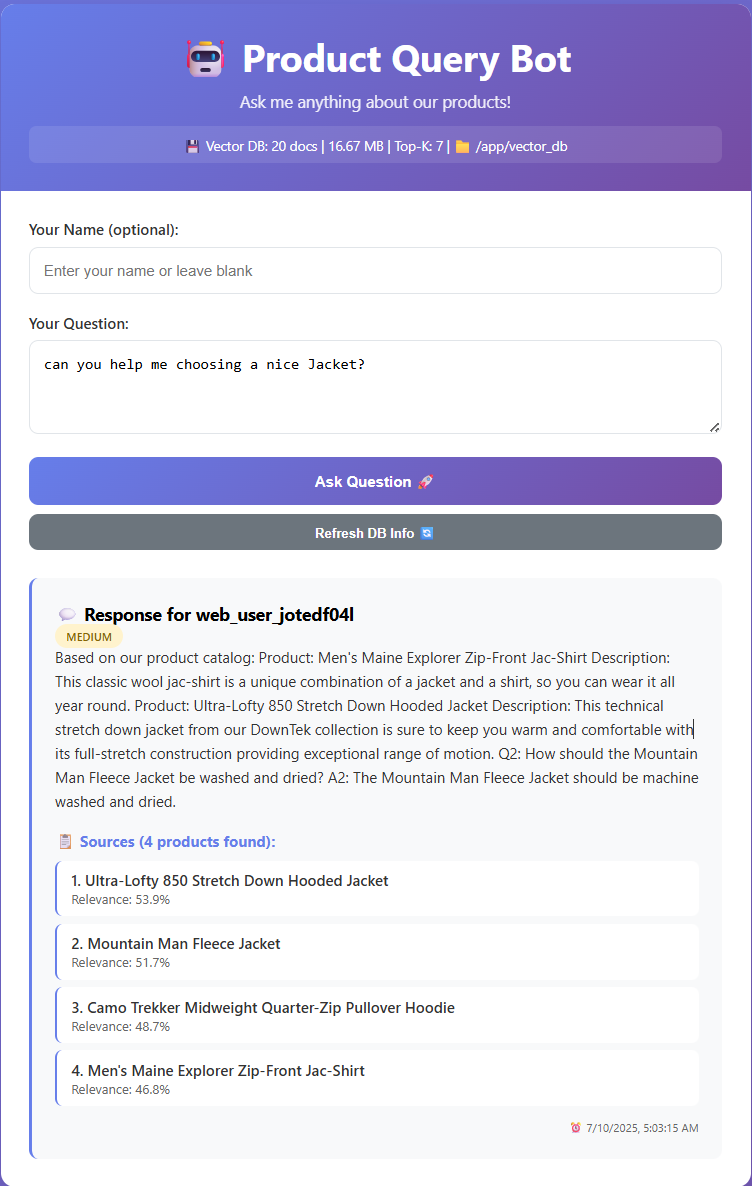 🤖 Product Query Bot
Ask me anything about our products!
💾 Vector DB: 20 docs | 16.67 MB | Top-K: 7 | 📁 /app/vector_db
Your Name (optional):
Enter your name or leave blank
Your Question:
can you help me choosing a nice Jacket?
Ask Question 🚀
Refresh DB Info 🔄
💬 Response for web_user_jotedf04l
MEDIUM
Based on our product catalog: Product: Men's Maine Explorer Zip-Front Jac-Shirt Description:
This classic wool jac-shirt is a unique combination of a jacket and a shirt, so you can wear it all
year round. Product: Ultra-Lofty 850 Stretch Down Hooded Jacket Description: This technical
stretch down jacket from our DownTek collection is sure to keep you warm and comfortable with
its full-stretch construction providing exceptional range of motion. Q2: How should the Mountain
Man Fleece Jacket be washed and dried? A2: The Mountain Man Fleece Jacket should be machine
washed and dried.
📋 Sources (4 products found):
1. Ultra-Lofty 850 Stretch Down Hooded Jacket
Relevance: 53.9%
2. Mountain Man Fleece Jacket
Relevance: 51.7%
3. Camo Trekker Midweight Quarter-Zip Pullover Hoodie
Relevance: 48.7%
4. Men's Maine Explorer Zip-Front Jac-Shirt
Relevance: 46.8%
⏰ 7/10/2025, 5:03:15 AM